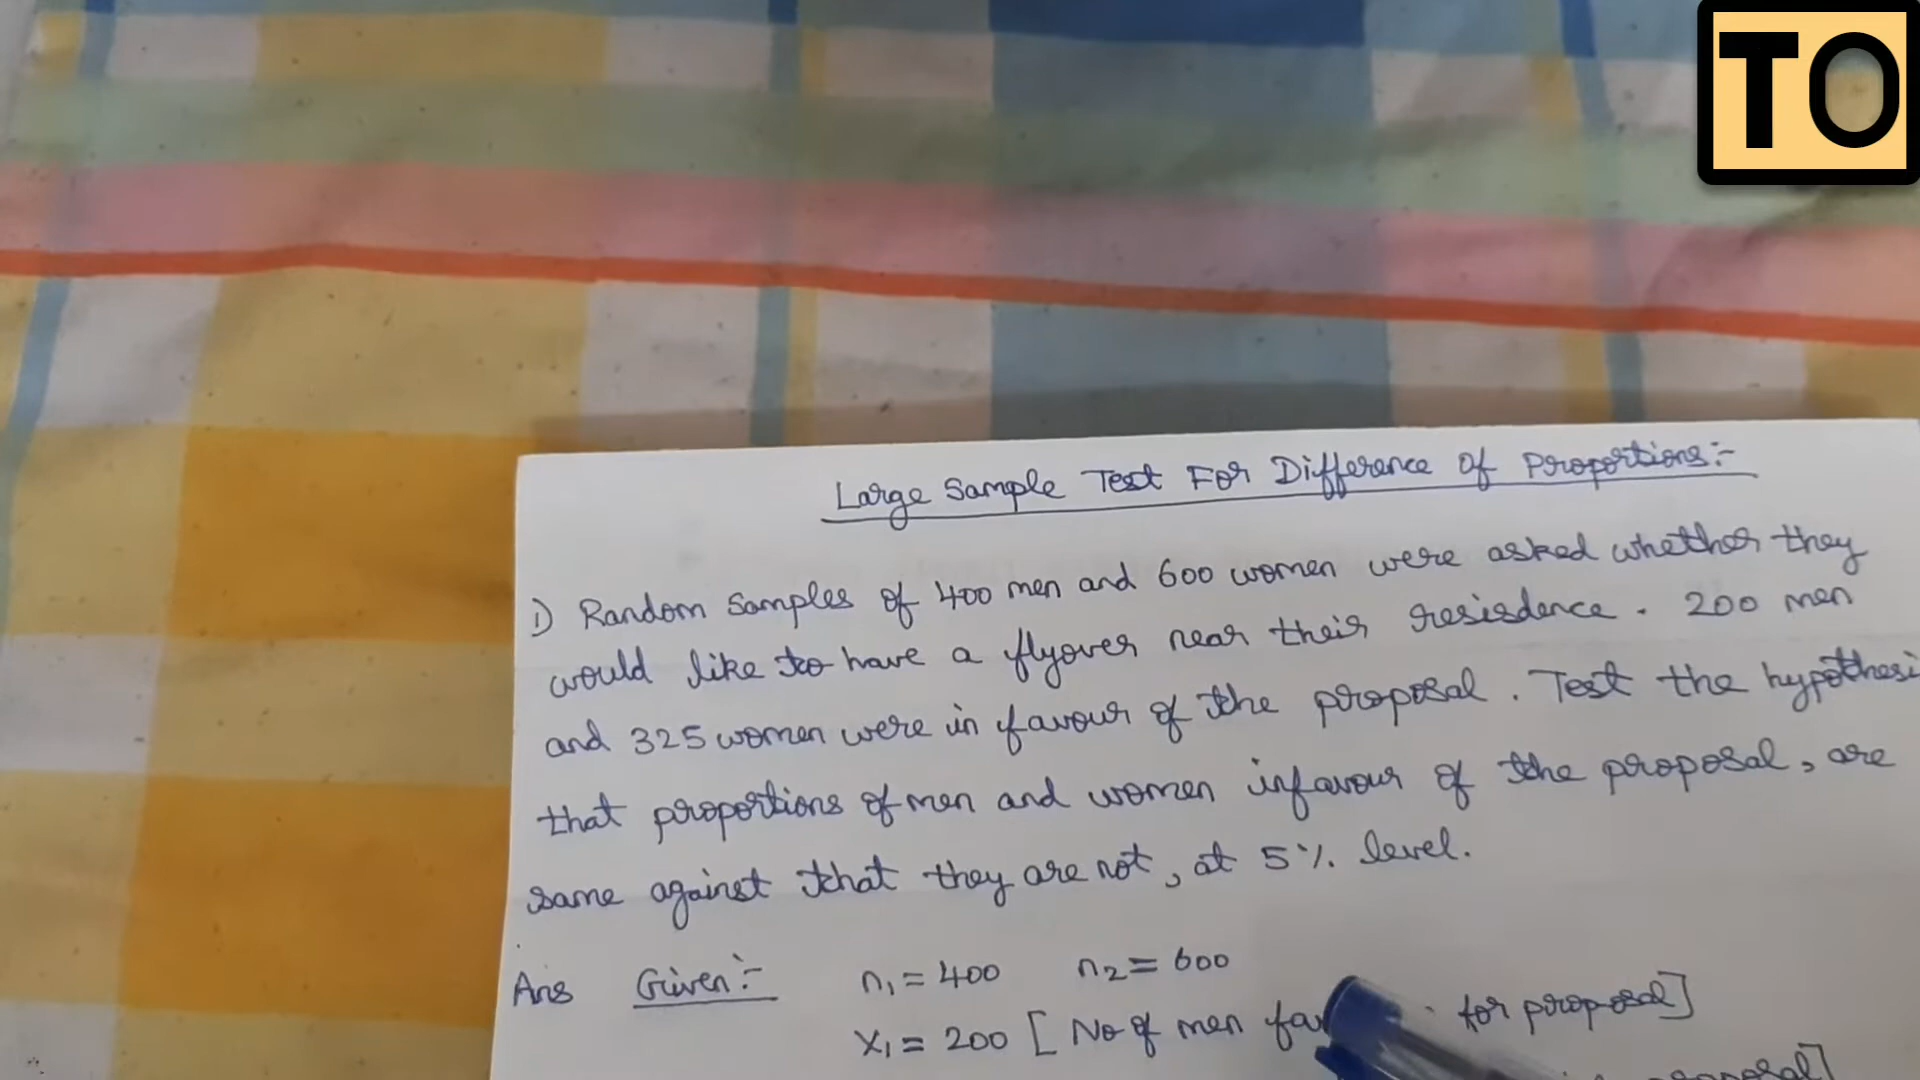 TO
Large Sample Test For Difference Of Proportions:-
1) Random Samples of 400 men and 600 women were asked whether they
would like to have a flyover near their resisdence. 200 men
and 325 women were in favour of the proposal. Test the hypothesi
that proportions of men and women infavour of the proposal, are
same against that they are not, at 5% level.
Ans Given:- n₁ = 400 n₂ = 600
X₁ = 200 [ No of men for proposal]
proposal]